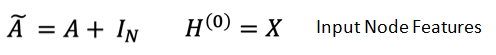 Ã = A + I_N    H^{(0)} = X    Input Node Features